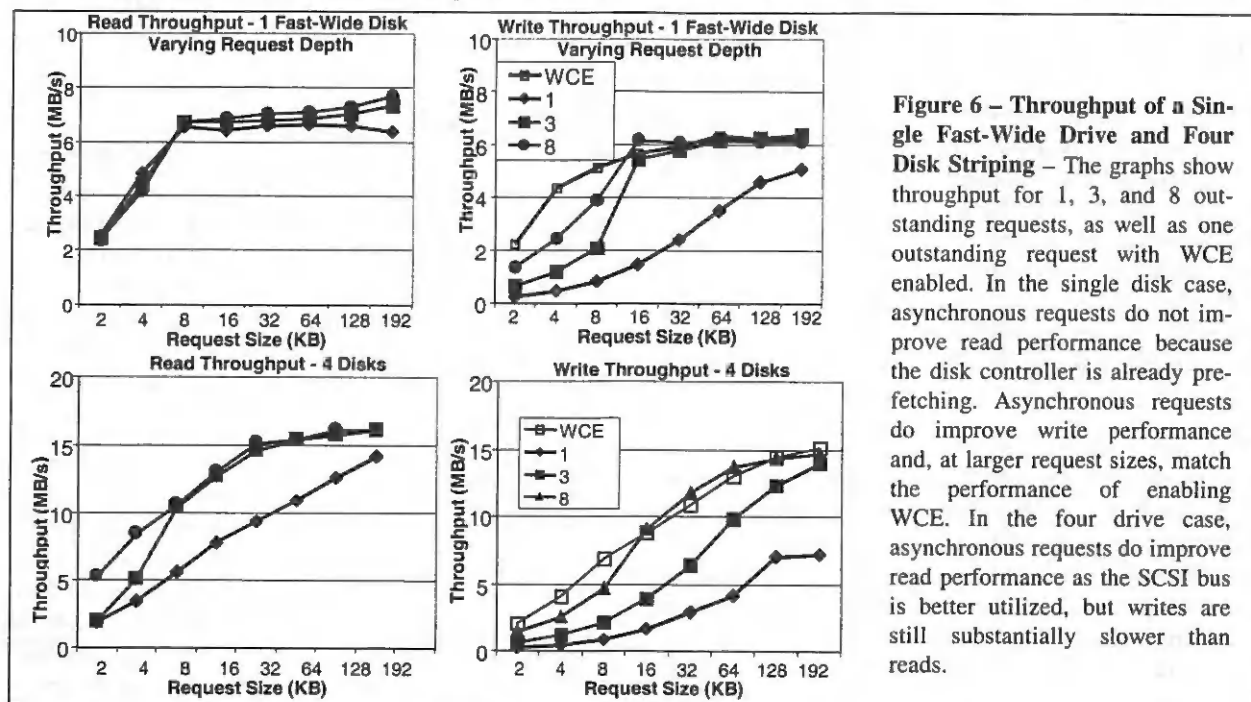 Read Throughput - 1 Fast-Wide Disk
Varying Request Depth
Throughput (MB/s)
10
8
6
4
2
0
2 4 8 16 32 64 128 192
Request Size (KB)
Write Throughput - 1 Fast-Wide Disk
Varying Request Depth
Throughput (MB/s)
10
8
6
4
2
0
WCE
1
3
8
2 4 8 16 32 64 128 192
Request Size (KB)
Read Throughput - 4 Disks
Throughput (MB/s)
20
15
10
5
0
2 4 8 16 32 64 128 192
Request Size (KB)
Write Throughput - 4 Disks
Throughput (MB/s)
20
15
10
5
0
WCE
1
3
8
2 4 8 16 32 64 128 192
Request Size (KB)
Figure 6 – Throughput of a Sin-
gle Fast-Wide Drive and Four
Disk Striping – The graphs show
throughput for 1, 3, and 8 out-
standing requests, as well as one
outstanding request with WCE
enabled. In the single disk case,
asynchronous requests do not im-
prove read performance because
the disk controller is already pre-
fetching. Asynchronous requests
do improve write performance
and, at larger request sizes, match
the performance of enabling
WCE. In the four drive case,
asynchronous requests do improve
read performance as the SCSI bus
is better utilized, but writes are
still substantially slower than
reads.